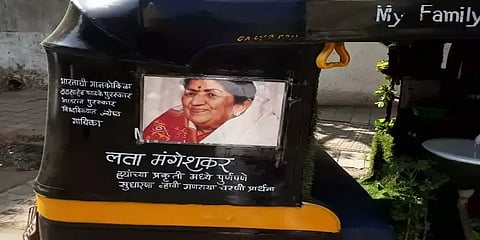 My Family
भारताची गानकोकिळा
दादासाहेब फाळके पुरस्कार
भारतरत्न पुरस्कार
ज्येष्ठ
गायिका
लता मंगेशकर
ह्यांच्या प्रकृती मध्ये पुर्णपणे
सुधारणा व्हावी गणराया चरणी प्रार्थना